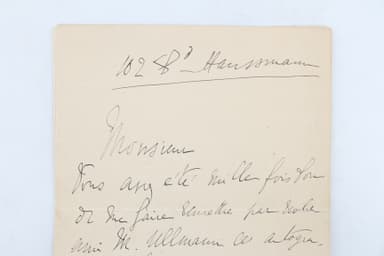 102 Bd Haussmann
Monsieur
Vous avez été mille fois bon
de me faire remettre par votre
ami M. Ullmann ces autogra-